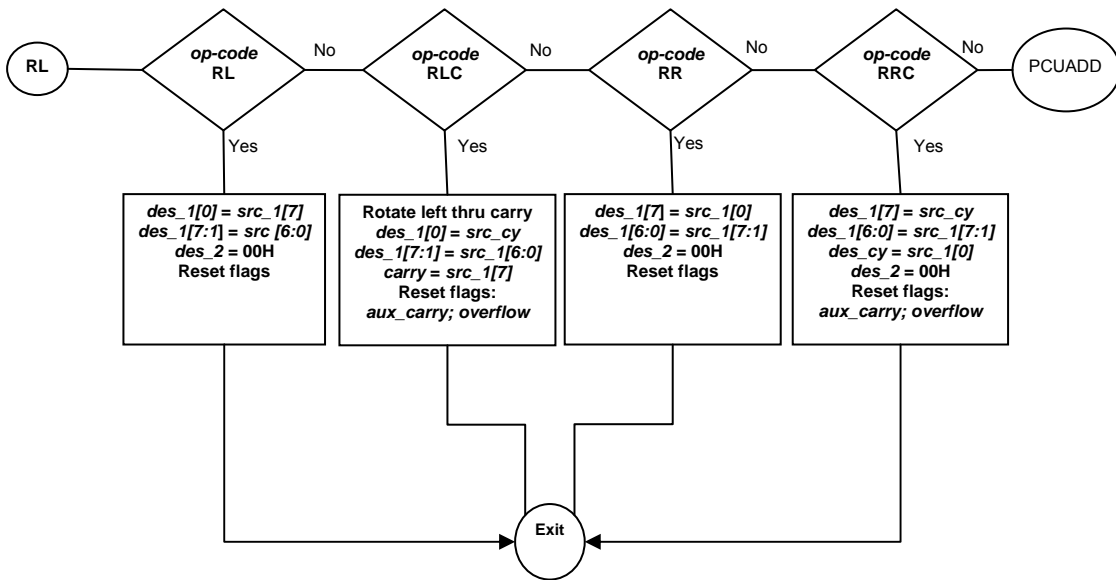 RL
op-code
RL
No
op-code
RLC
No
op-code
RR
No
op-code
RRC
No
PCUADD
Yes
Yes
Yes
Yes
des_1[0] = src_1[7]
des_1[7:1] = src [6:0]
des_2 = 00H
Reset flags
Rotate left thru carry
des_1[0] = src_cy
des_1[7:1] = src_1[6:0]
carry = src_1[7]
Reset flags:
aux_carry; overflow
des_1[7] = src_1[0]
des_1[6:0] = src_1[7:1]
des_2 = 00H
Reset flags
des_1[7] = src_cy
des_1[6:0] = src_1[7:1]
des_cy = src_1[0]
des_2 = 00H
Reset flags:
aux_carry; overflow
Exit